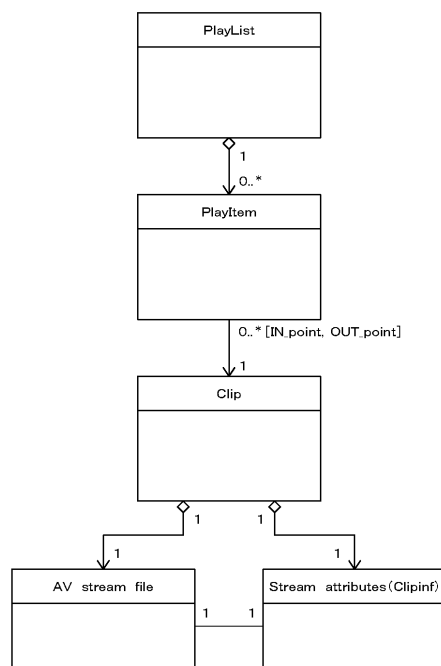 PlayList
1
0..*
PlayItem
0..* [IN_point, OUT_point]
1
Clip
1 1
1 1
AV stream file Stream attributes(Clipinf)
1 1